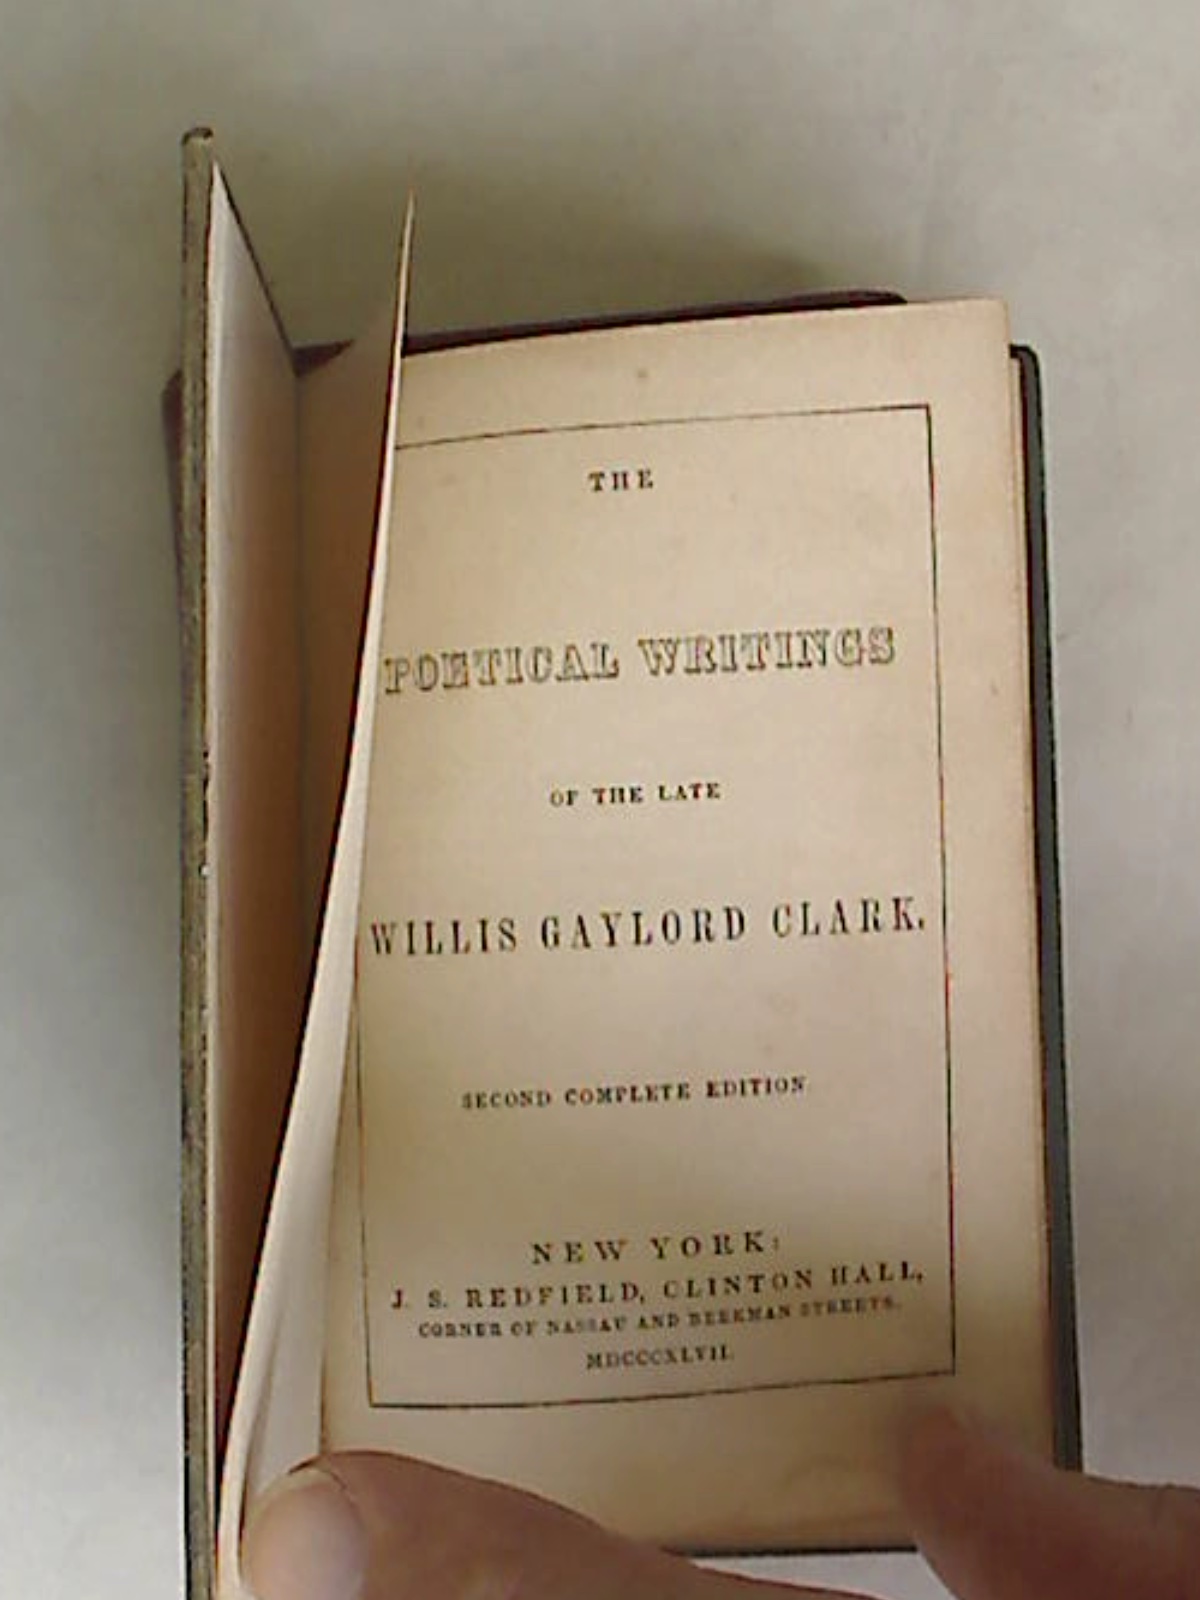 THE
POETICAL WRITINGS
OF THE LATE
WILLIS GAYLORD CLARK.
SECOND COMPLETE EDITION
NEW YORK:
J. S. REDFIELD, CLINTON HALL,
CORNER OF NASSAU AND BEEKMAN STREETS.
MDCCCXLVII.